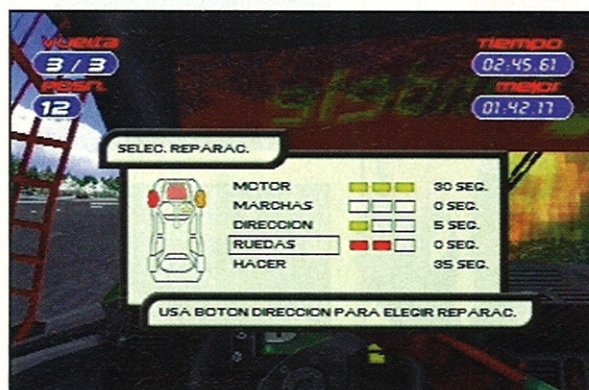 VUELTA
3 / 3
POSN.
12
TIEMPO
02:45.61
MEJOR
01:42.17
SELEC. REPARAC.
MOTOR 30 SEG.
MARCHAS 0 SEG.
DIRECCION 5 SEG.
RUEDAS 0 SEG.
HACER 35 SEG.
USA BOTON DIRECCION PARA ELEGIR REPARAC.